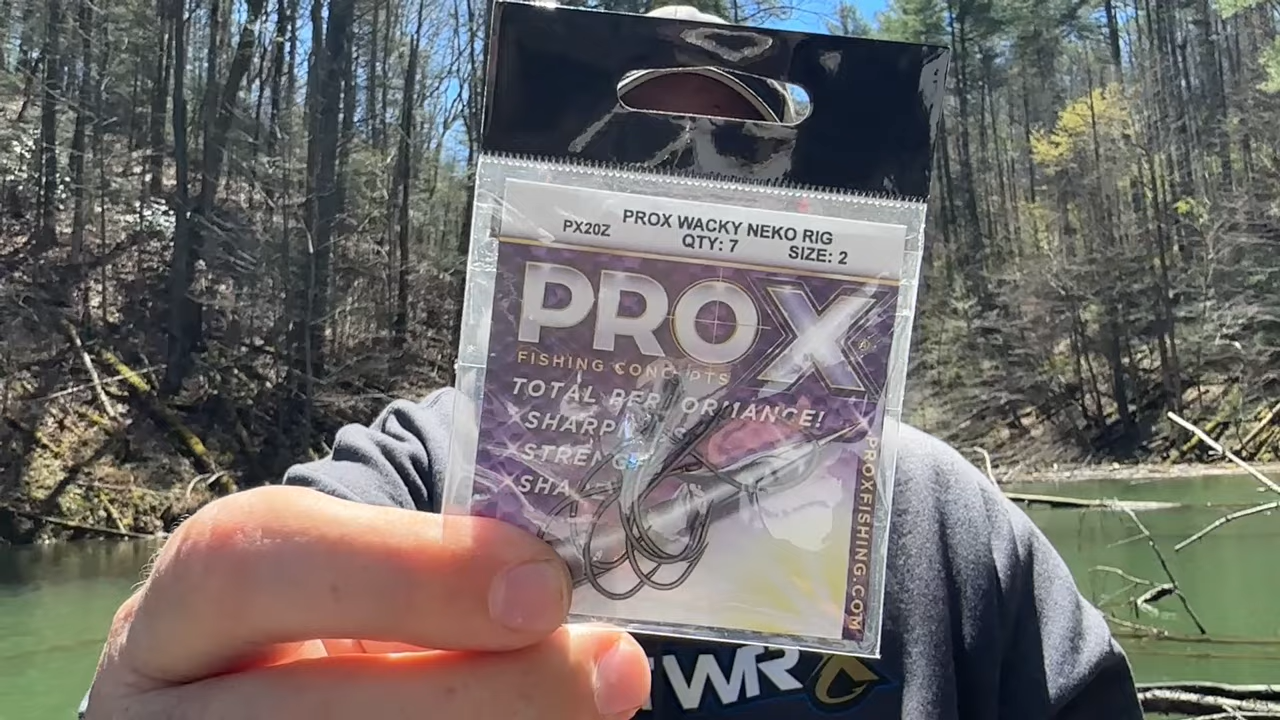 PROX WACKY NEKO RIG
PX20Z QTY: 7 SIZE: 2
PROX®
FISHING CONCEPTS
TOTAL PERFORMANCE!
PROXFISHING.COM